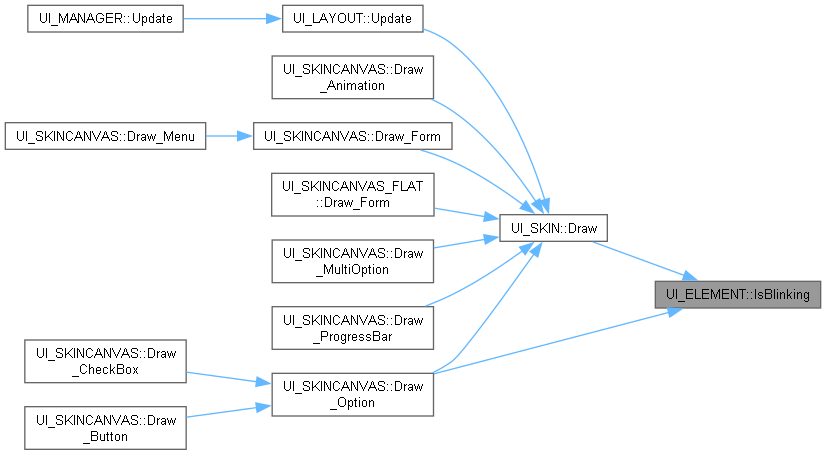 UI_MANAGER::Update
UI_LAYOUT::Update
UI_SKINCANVAS::Draw
_Animation
UI_SKINCANVAS::Draw_Menu
UI_SKINCANVAS::Draw_Form
UI_SKINCANVAS_FLAT
::Draw_Form
UI_SKIN::Draw
UI_SKINCANVAS::Draw
_MultiOption
UI_ELEMENT::IsBlinking
UI_SKINCANVAS::Draw
_ProgressBar
UI_SKINCANVAS::Draw
_CheckBox
UI_SKINCANVAS::Draw
_Option
UI_SKINCANVAS::Draw
_Button